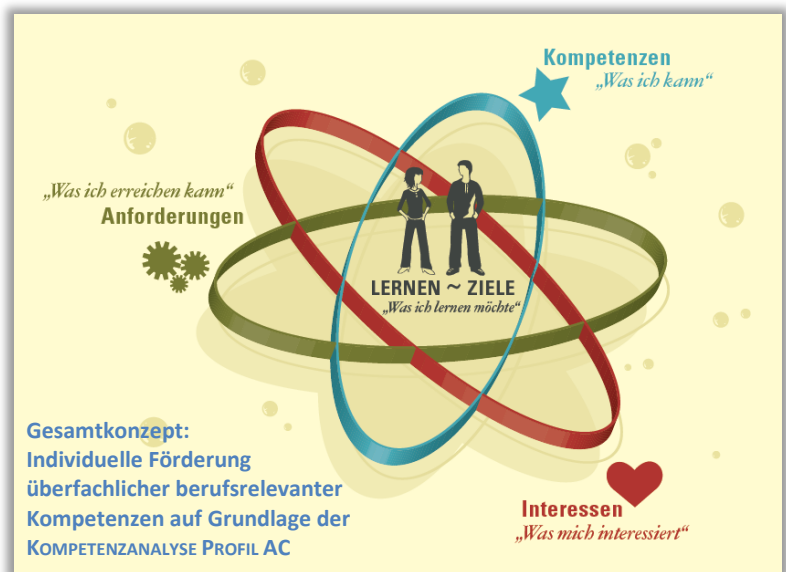 Kompetenzen
„Was ich kann“
„Was ich erreichen kann“
Anforderungen
LERNEN ~ ZIELE
„Was ich lernen möchte“
Gesamtkonzept:
Individuelle Förderung
überfachlicher berufsrelevanter
Kompetenzen auf Grundlage der
KOMPETENZANALYSE PROFIL AC
Interessen
„Was mich interessiert“